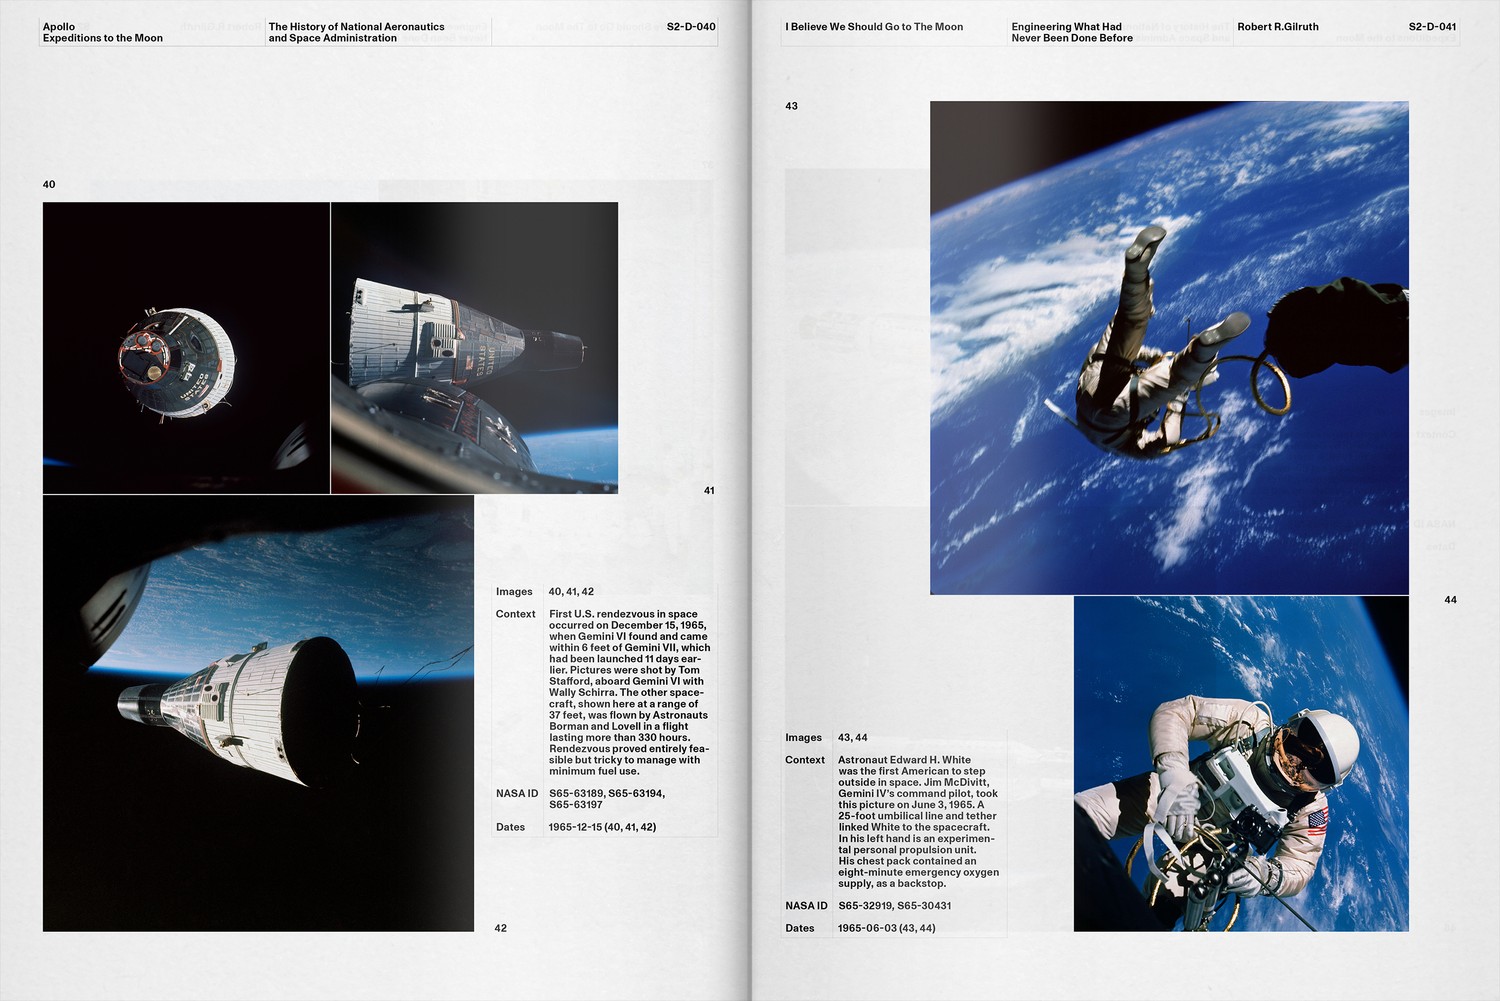 Apollo
Expeditions to the Moon
The History of National Aeronautics
and Space Administration
S2-D-040
40
41
Images 40, 41, 42
Context First U.S. rendezvous in space
occurred on December 15, 1965,
when Gemini VI found and came
within 6 feet of Gemini VII, which
had been launched 11 days ear-
lier. Pictures were shot by Tom
Stafford, aboard Gemini VI with
Wally Schirra. The other space-
craft, shown here at a range of
37 feet, was flown by Astronauts
Borman and Lovell in a flight
lasting more than 330 hours.
Rendezvous proved entirely fea-
sible but tricky to manage with
minimum fuel use.
NASA ID S65-63189, S65-63194,
S65-63197
Dates 1965-12-15 (40, 41, 42)
42
I Believe We Should Go to The Moon
Engineering What Had
Never Been Done Before
Robert R.Gilruth
S2-D-041
43
44
Images 43, 44
Context Astronaut Edward H. White
was the first American to step
outside in space. Jim McDivitt,
Gemini IV's command pilot, took
this picture on June 3, 1965. A
25-foot umbilical line and tether
linked White to the spacecraft.
In his left hand is an experimen-
tal personal propulsion unit.
His chest pack contained an
eight-minute emergency oxygen
supply, as a backstop.
NASA ID S65-32919, S65-30431
Dates 1965-06-03 (43, 44)
UNITED
STATES